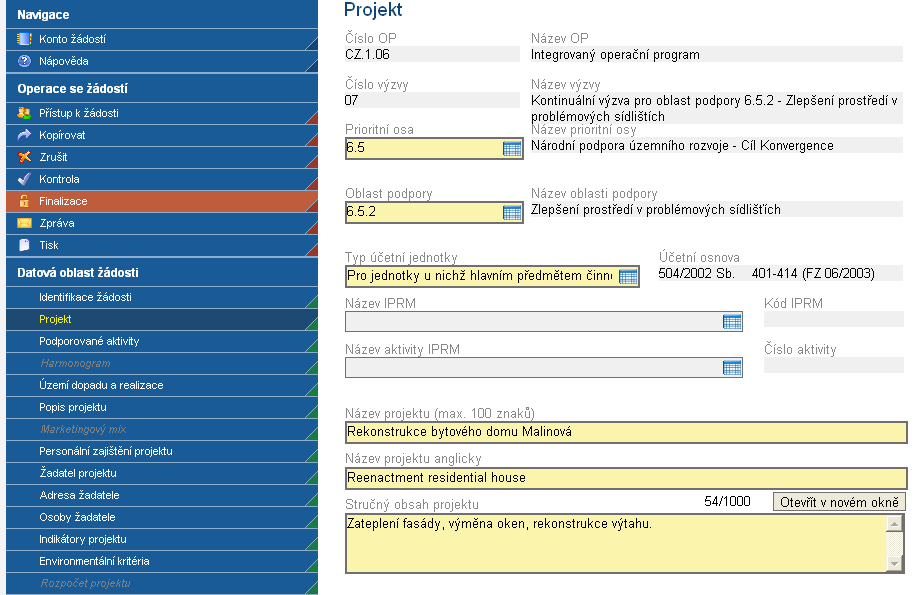 Navigace
Konto žádostí
Nápověda
Operace se žádostí
Přístup k žádosti
Kopírovat
Zrušit
Kontrola
Finalizace
Zpráva
Tisk
Datová oblast žádosti
Identifikace žádosti
Projekt
Podporované aktivity
Harmonogram
Území dopadu a realizace
Popis projektu
Marketingový mix
Personální zajištění projektu
Žadatel projektu
Adresa žadatele
Osoby žadatele
Indikátory projektu
Environmentální kritéria
Rozpočet projektu
Projekt
Číslo OP Název OP
CZ.1.06 Integrovaný operační program
Číslo výzvy Název výzvy
07 Kontinuální výzva pro oblast podpory 6.5.2 - Zlepšení prostředí v
problémových sídlištích
Prioritní osa Název prioritní osy
6.5 Národní podpora územního rozvoje - Cíl Konvergence
Oblast podpory Název oblasti podpory
6.5.2 Zlepšení prostředí v problémových sídlištích
Typ účetní jednotky Účetní osnova
Pro jednotky u nichž hlavním předmětem činno 504/2002 Sb. 401-414 (FZ 06/2003)
Název IPRM Kód IPRM
Název aktivity IPRM Číslo aktivity
Název projektu (max. 100 znaků)
Rekonstrukce bytového domu Malinová
Název projektu anglicky
Reenactment residential house
Stručný obsah projektu 54/1000 Otevřít v novém okně
Zateplení fasády, výměna oken, rekonstrukce výtahu.